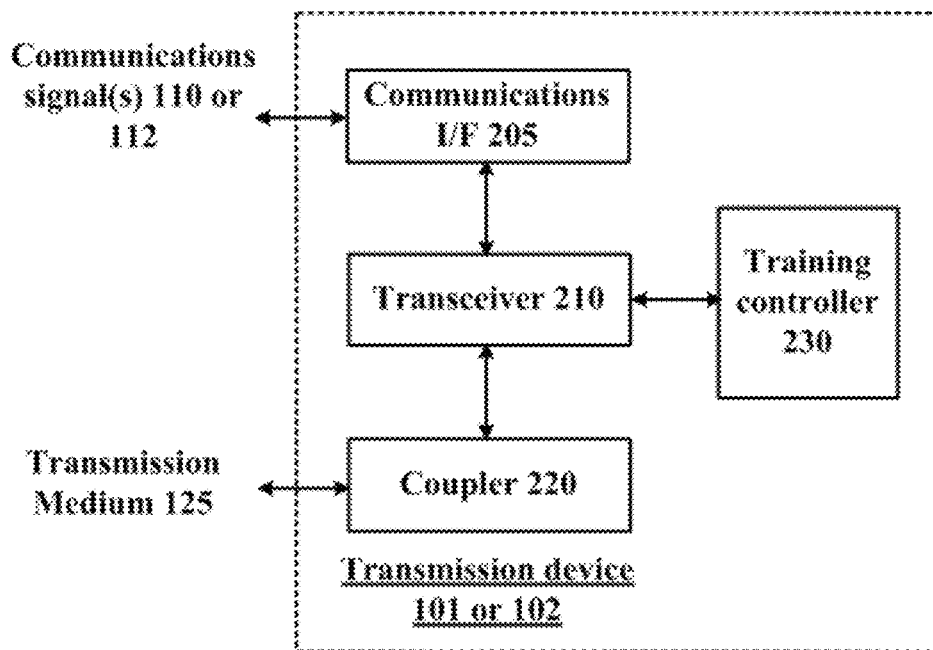 Communications
signal(s) 110 or
112
Communications
I/F 205
Transceiver 210
Training
controller
230
Transmission
Medium 125
Coupler 220
Transmission device
101 or 102